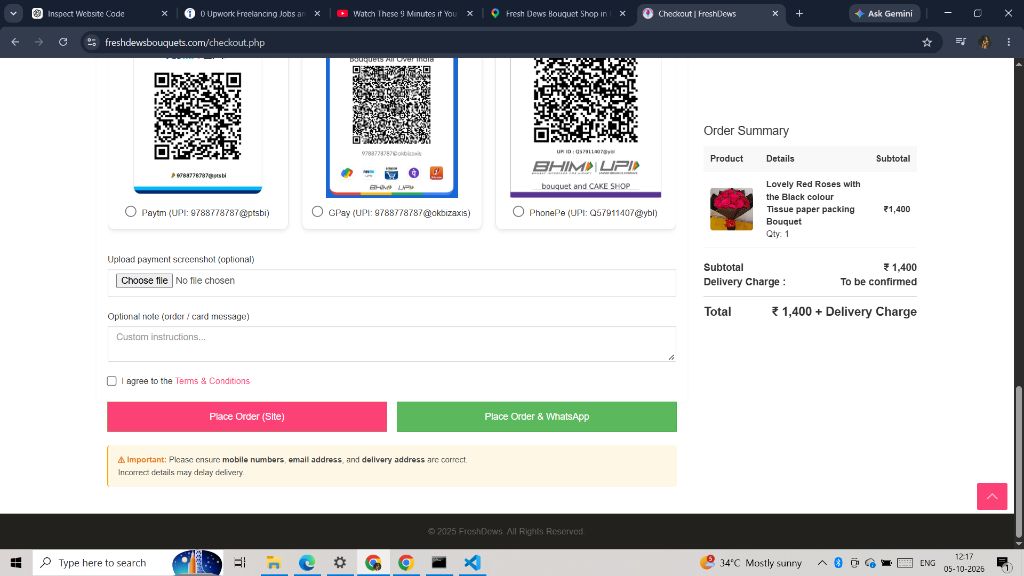 Inspect Website Code
0 Upwork Freelancing Jobs an
Watch These 9 Minutes if You
Fresh Dews Bouquet Shop in
Checkout | FreshDews
Ask Gemini
freshdewsbouquets.com/checkout.php
Bouquets All Over India
9788778787@ptsbi
9788778787@okbizaxis
BHIM UPI
UPI ID : Q57911407@ybl
BHIM UPI
bouquet and CAKE SHOP
Paytm (UPI: 9788778787@ptsbi)
GPay (UPI: 9788778787@okbizaxis)
PhonePe (UPI: Q57911407@ybl)
Upload payment screenshot (optional)
Choose file No file chosen
Optional note (order / card message)
Custom instructions...
I agree to the Terms & Conditions
Place Order (Site)
Place Order & WhatsApp
Important: Please ensure mobile numbers, email address, and delivery address are correct.
Incorrect details may delay delivery.
Order Summary
Product Details Subtotal
Lovely Red Roses with
the Black colour
Tissue paper packing
Bouquet
Qty: 1
₹1,400
Subtotal ₹ 1,400
Delivery Charge : To be confirmed
Total ₹ 1,400 + Delivery Charge
© 2025 FreshDews. All Rights Reserved
Type here to search
34°C Mostly sunny
ENG
12:17
05-10-2026